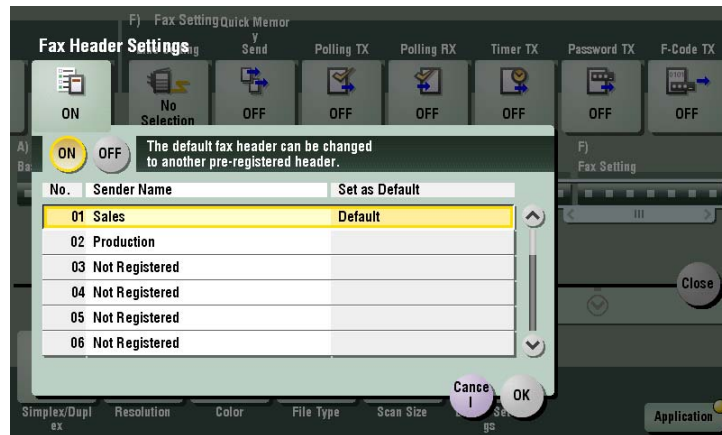 F) Fax Setting
Quick Memory
Send
Fax Header Settings
Polling TX
Polling RX
Timer TX
Password TX
F-Code TX
ON
No
Selection
OFF
OFF
OFF
OFF
OFF
OFF
ON
OFF
The default fax header can be changed
to another pre-registered header.
A)
Ba
F)
Fax Setting
No. Sender Name Set as Default
01 Sales Default
02 Production
03 Not Registered
04 Not Registered
05 Not Registered
06 Not Registered
Close
Cancel
OK
Simplex/Duplex
Resolution
Color
File Type
Scan Size
gs
Application